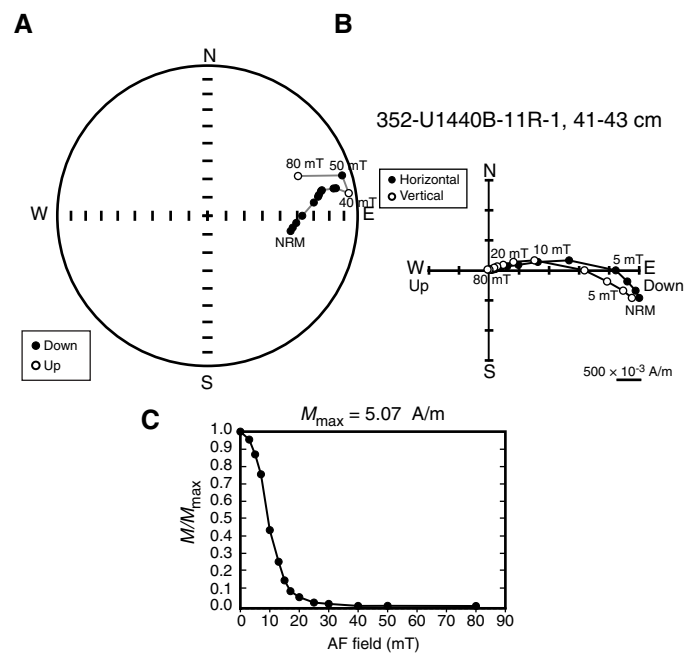 A
B
N
352-U1440B-11R-1, 41-43 cm
80 mT
50 mT
40 mT
W
E
NRM
Down
Up
S
N
Horizontal
Vertical
20 mT
10 mT
5 mT
W
Up
E
Down
80 mT
5 mT
NRM
S
500 × 10-3 A/m
C
Mmax = 5.07 A/m
1.0
0.9
0.8
0.7
0.6
0.5
0.4
0.3
0.2
0.1
0.0
M/Mmax
0 10 20 30 40 50 60 70 80 90
AF field (mT)